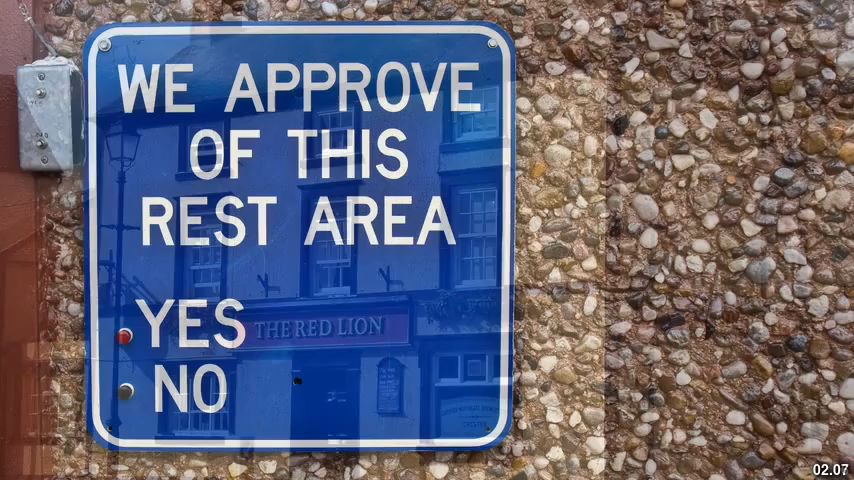 WE APPROVE
OF THIS
REST AREA
YES
THE RED LION
NO
02.07